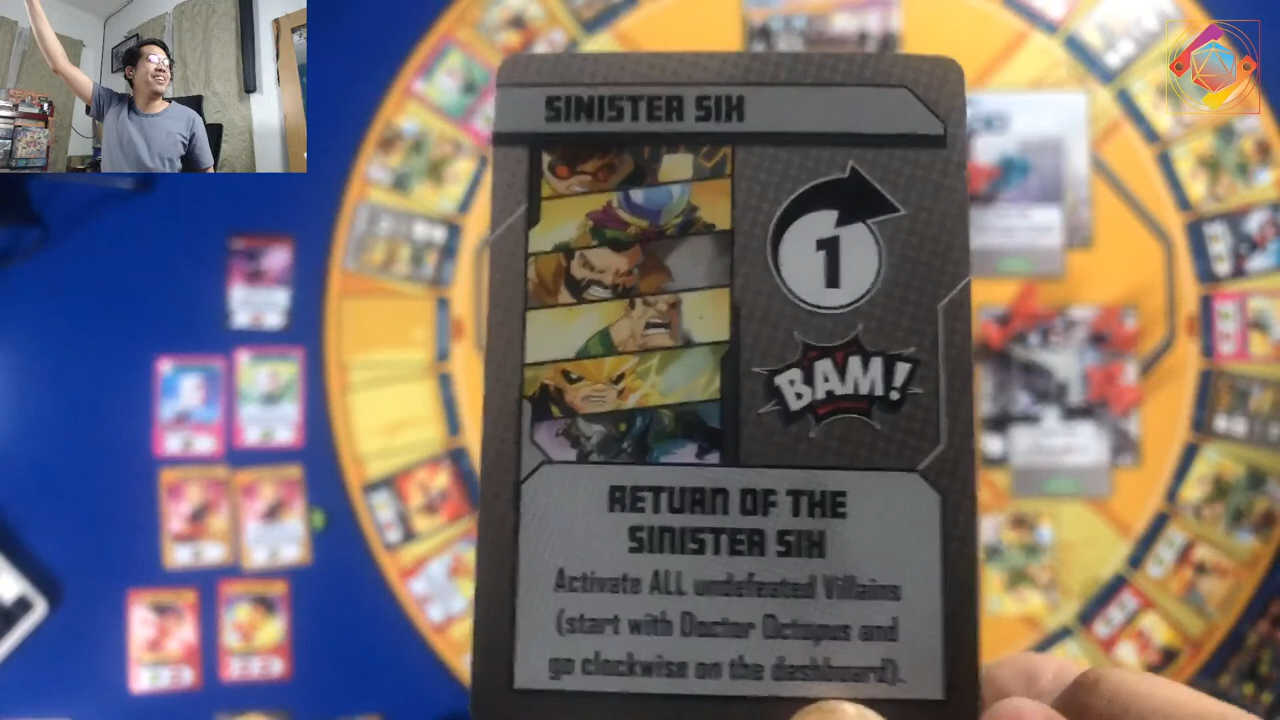 SINISTER SIX
1
BAM!
RETURN OF THE
SINISTER SIX
Activate ALL undefeated Villains
(start with Doctor Octopus and
go clockwise on the dashboard).